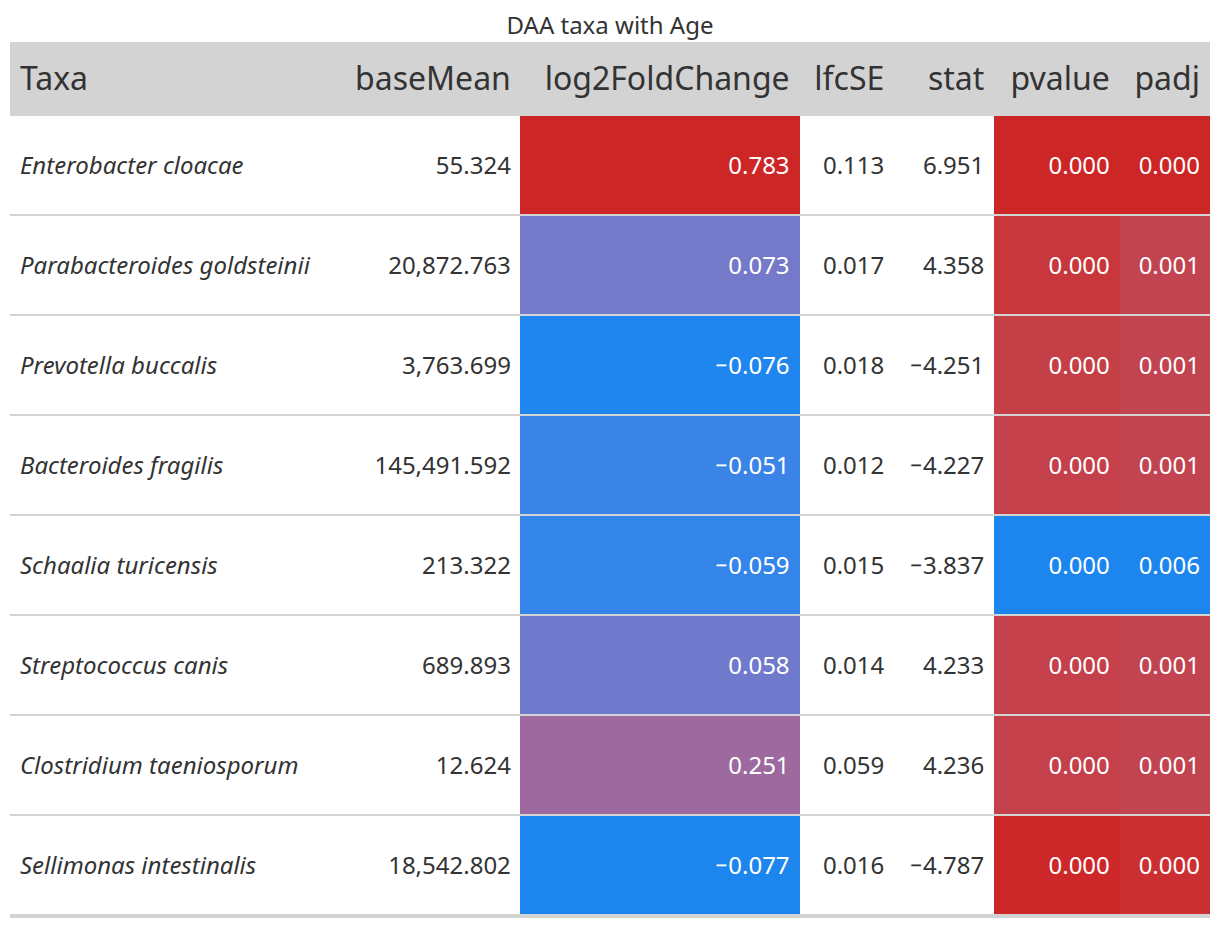 DAA taxa with Age
Taxa baseMean log2FoldChange lfcSE stat pvalue padj
Enterobacter cloacae 55.324 0.783 0.113 6.951 0.000 0.000
Parabacteroides goldsteinii 20,872.763 0.073 0.017 4.358 0.000 0.001
Prevotella buccalis 3,763.699 −0.076 0.018 −4.251 0.000 0.001
Bacteroides fragilis 145,491.592 −0.051 0.012 −4.227 0.000 0.001
Schaalia turicensis 213.322 −0.059 0.015 −3.837 0.000 0.006
Streptococcus canis 689.893 0.058 0.014 4.233 0.000 0.001
Clostridium taeniosporum 12.624 0.251 0.059 4.236 0.000 0.001
Sellimonas intestinalis 18,542.802 −0.077 0.016 −4.787 0.000 0.000